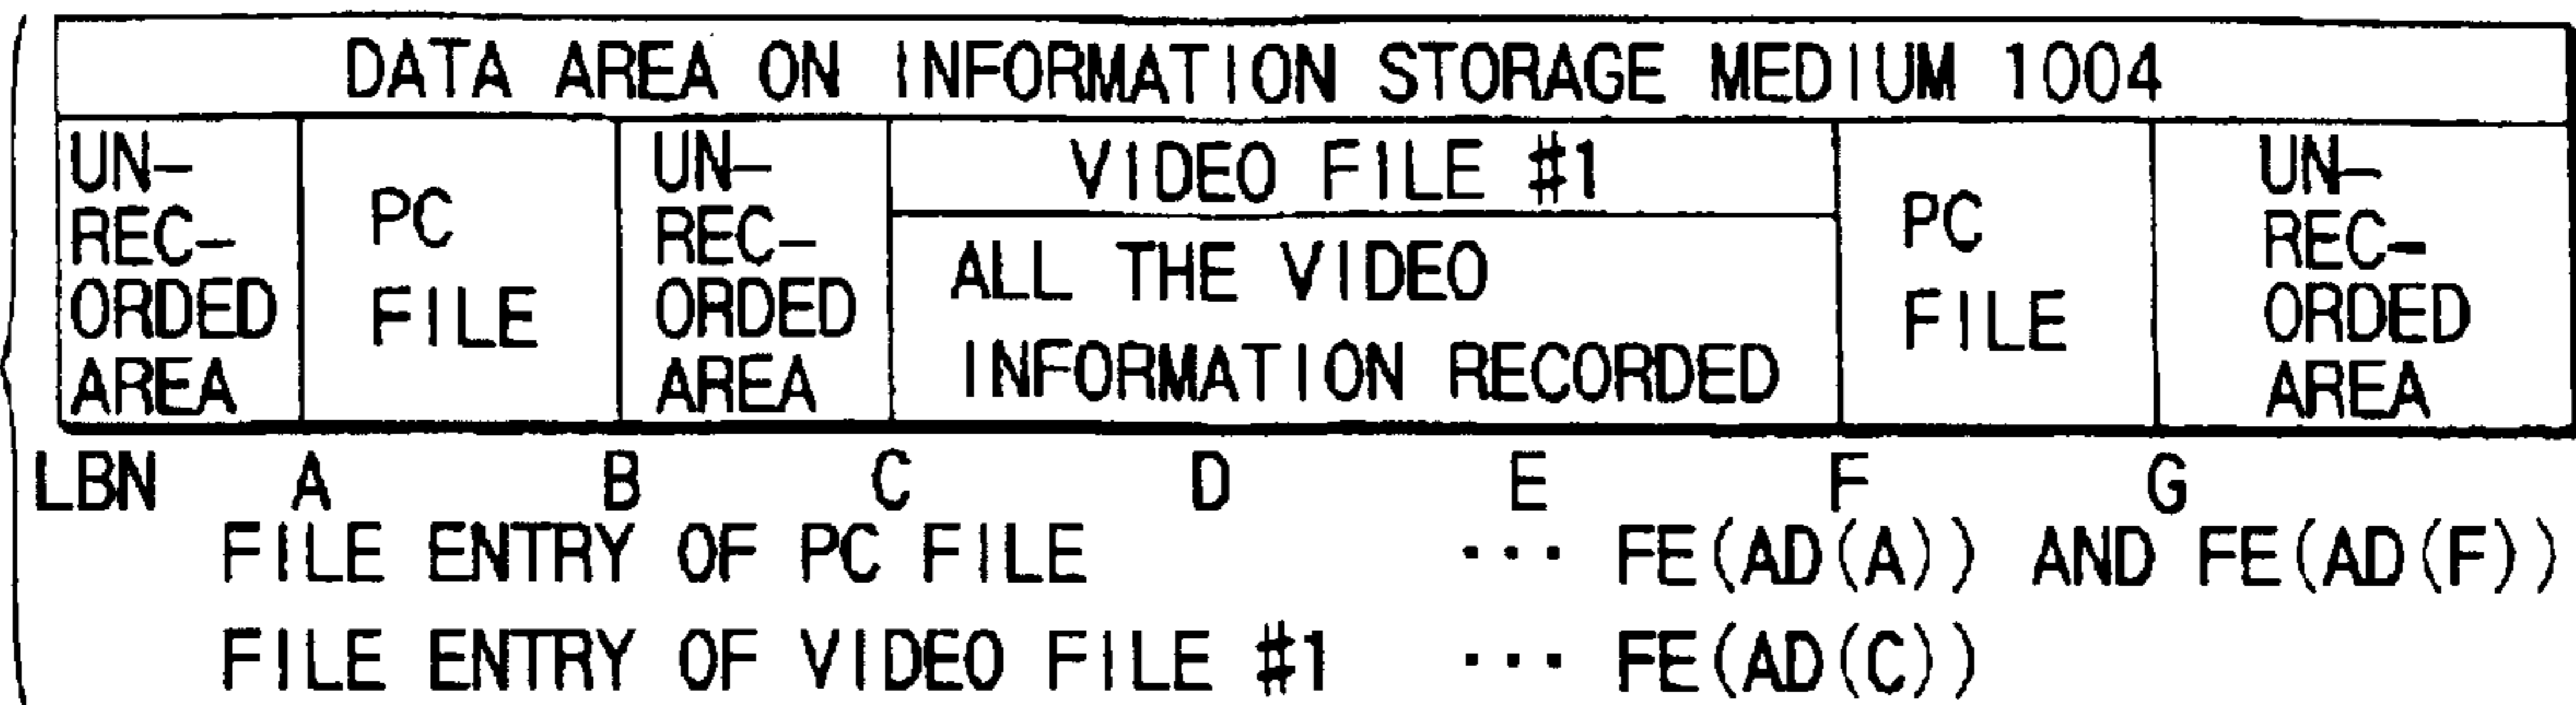 DATA AREA ON INFORMATION STORAGE MEDIUM 1004
UN-
REC-
ORDED
AREA
PC
FILE
UN-
REC-
ORDED
AREA
VIDEO FILE #1
ALL THE VIDEO
INFORMATION RECORDED
PC
FILE
UN-
REC-
ORDED
AREA
LBN A B C D E F G
FILE ENTRY OF PC FILE ··· FE(AD(A)) AND FE(AD(F))
FILE ENTRY OF VIDEO FILE #1 ··· FE(AD(C))